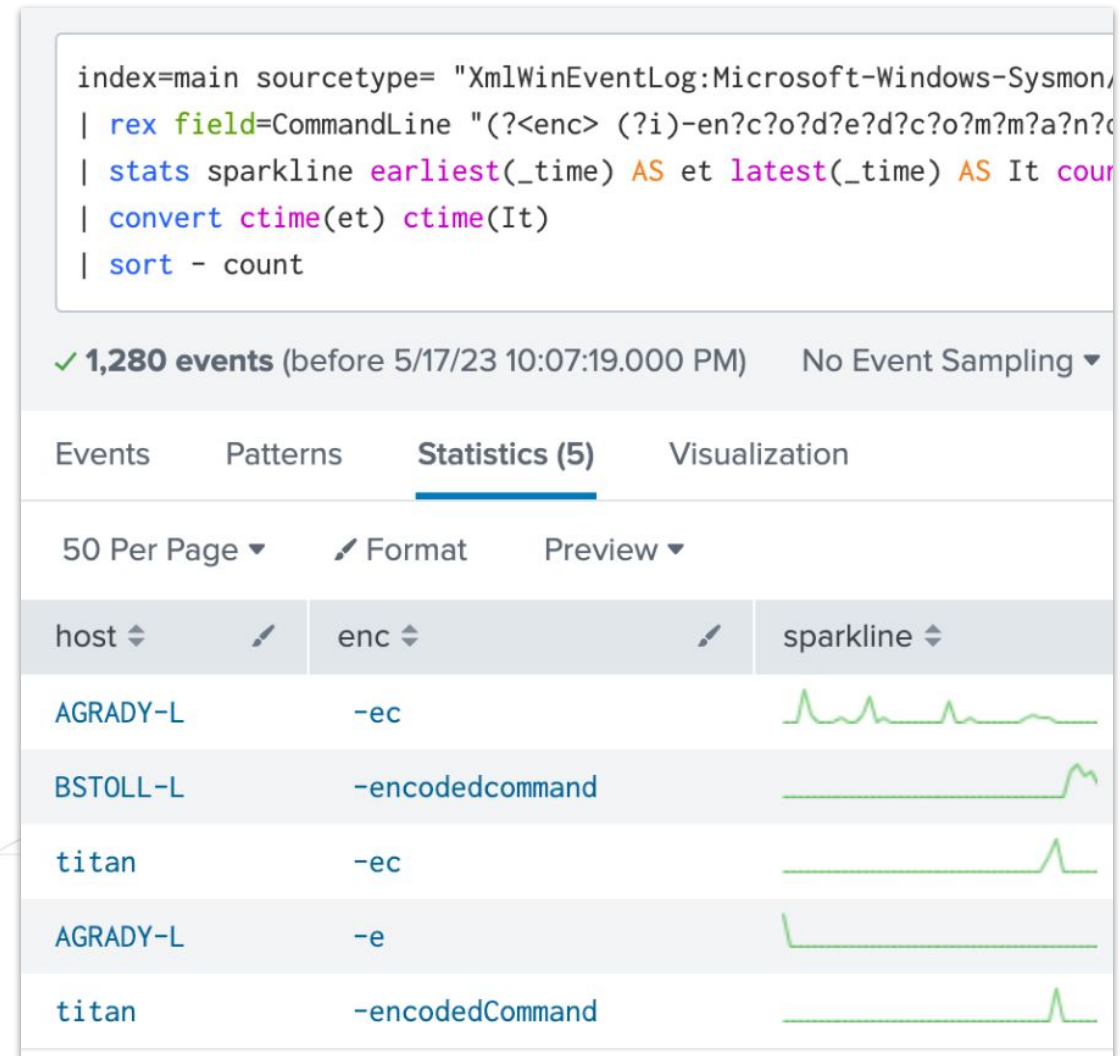 index=main sourcetype= "XmlWinEventLog:Microsoft-Windows-Sysmon/
| rex field=CommandLine "(?<enc> (?i)-en?c?o?d?e?d?c?o?m?m?a?n?
| stats sparkline earliest(_time) AS et latest(_time) AS It cour
| convert ctime(et) ctime(It)
| sort - count
1,280 events (before 5/17/23 10:07:19.000 PM) No Event Sampling
Events Patterns Statistics (5) Visualization
50 Per Page Format Preview
host enc sparkline
AGRADY-L -ec
BSTOLL-L -encodedcommand
titan -ec
AGRADY-L -e
titan -encodedCommand